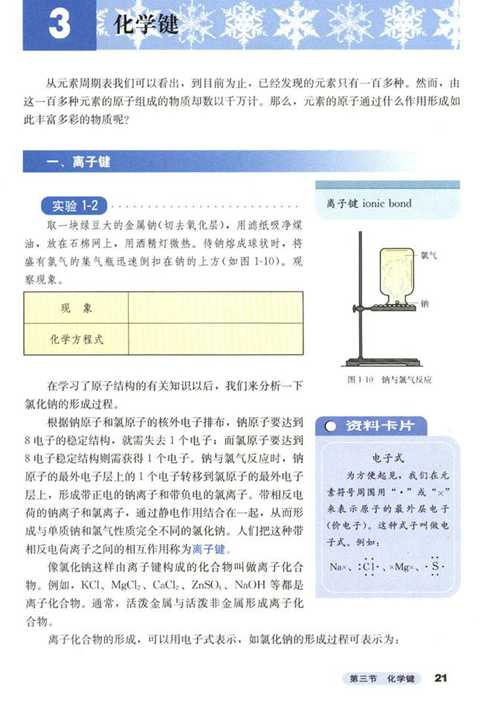 3 化学键
从元素周期表我们可以看出，到目前为止，已经发现的元素只有一百多种。然而，由
这一百多种元素的原子组成的物质却数以千万计。那么，元素的原子通过什么作用形成如
此丰富多彩的物质呢?
一、离子键
实验 1-2
取一块绿豆大的金属钠(切去氧化层)，用滤纸吸净煤
油，放在石棉网上，用酒精灯微热。待钠熔成球状时，将
盛有氯气的集气瓶迅速倒扣在钠的上方(如图 1-10)。观
察现象。
现 象
化学方程式
离子键 ionic bond
氯气
钠
图 1-10 钠与氯气反应
在学习了原子结构的有关知识以后，我们来分析一下
氯化钠的形成过程。
根据钠原子和氯原子的核外电子排布，钠原子要达到
8 电子的稳定结构，就需失去 1 个电子；而氯原子要达到
8 电子稳定结构则需获得 1 个电子。钠与氯气反应时，钠
原子的最外电子层上的 1 个电子转移到氯原子的最外电子
层上，形成带正电的钠离子和带负电的氯离子。带相反电
荷的钠离子和氯离子，通过静电作用结合在一起，从而形
成与单质钠和氯气性质完全不同的氯化钠。人们把这种带
相反电荷离子之间的相互作用称为离子键。
像氯化钠这样由离子键构成的化合物叫做离子化合
物。例如，KCl、MgCl₂、CaCl₂、ZnSO₄、NaOH 等都是
离子化合物。通常，活泼金属与活泼非金属形成离子化
合物。
资料卡片
电子式
为方便起见，我们在元
素符号周围用“·”或“×”
来表示原子的最外层电子
(价电子)。这种式子叫做电
子式。例如：
Na×、:Cl·、×Mg×、·S·
离子化合物的形成，可以用电子式表示，如氯化钠的形成过程可表示为：
第三节 化学键 21